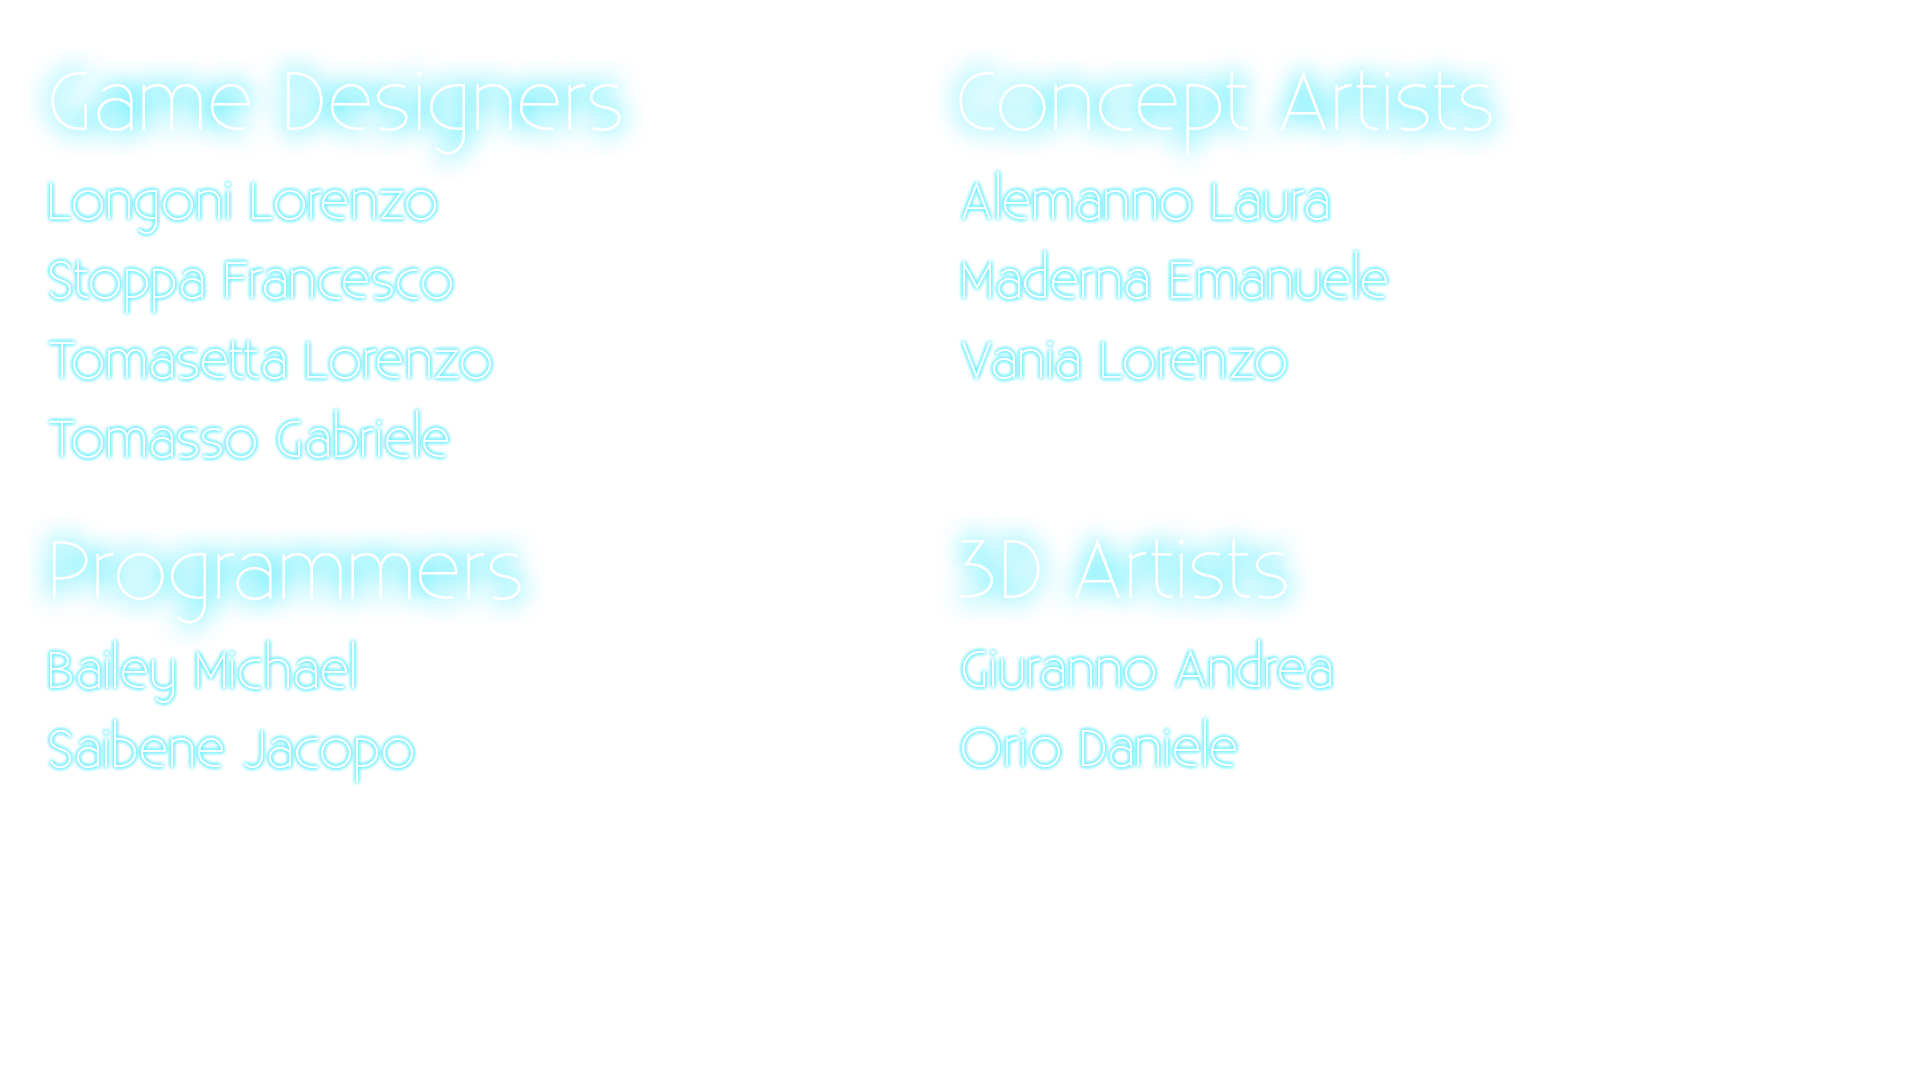 Game Designers
Longoni Lorenzo
Stoppa Francesco
Tomasetta Lorenzo
Tomasso Gabriele
Concept Artists
Alemanno Laura
Maderna Emanuele
Vania Lorenzo
Programmers
Bailey Michael
Saibene Jacopo
3D Artists
Giuranno Andrea
Orio Daniele